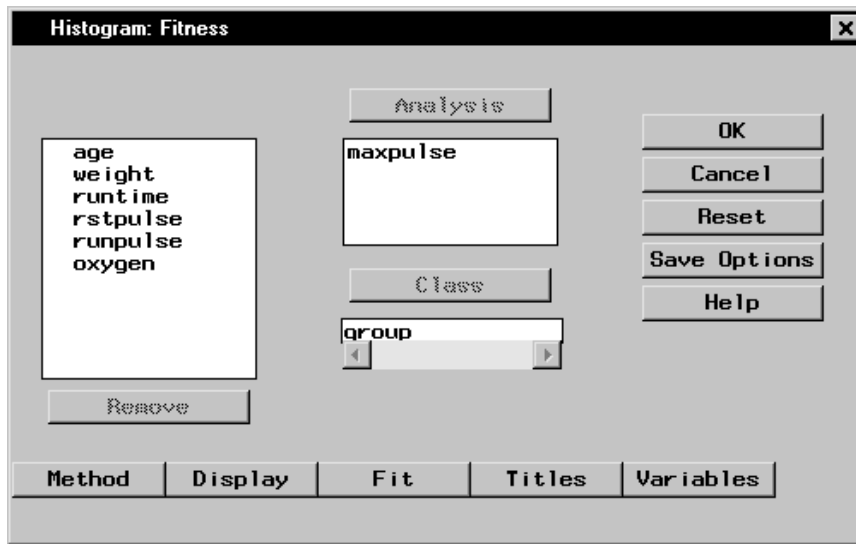 Histogram: Fitness
Analysis
age
weight
runtime
rstpulse
runpulse
oxygen
maxpulse
Class
group
Remove
OK
Cancel
Reset
Save Options
Help
Method
Display
Fit
Titles
Variables